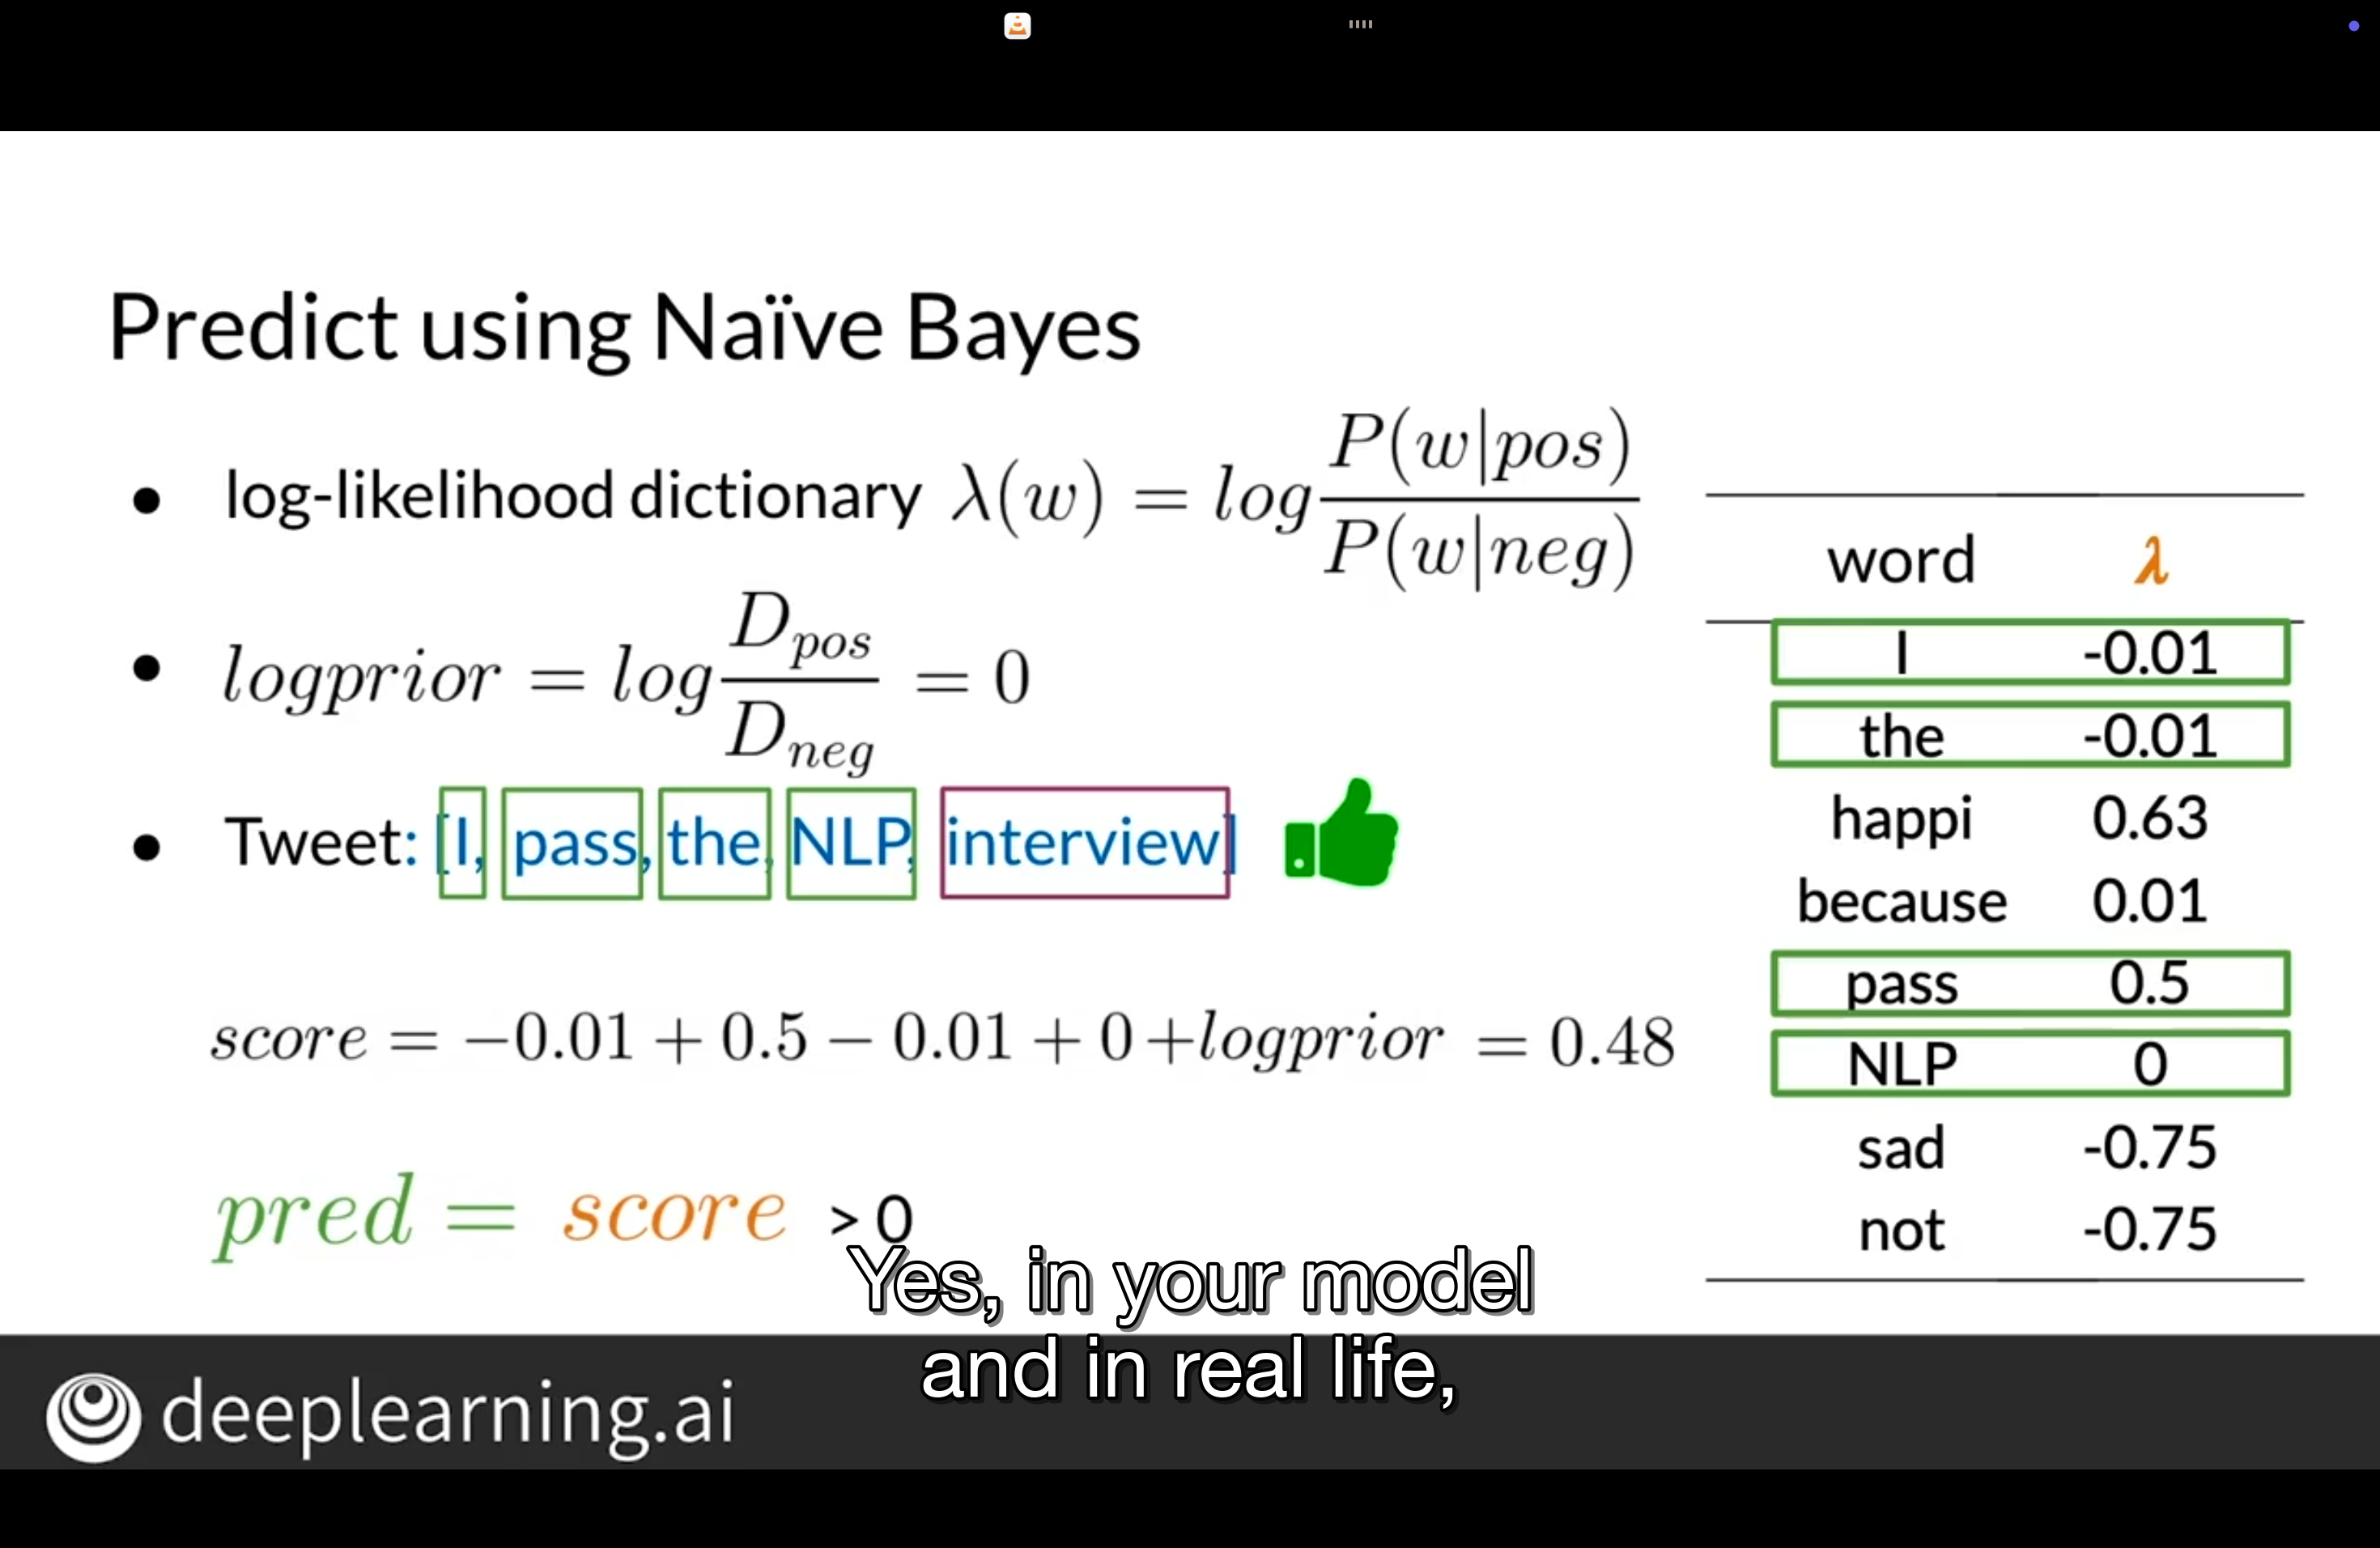 Predict using Naïve Bayes
● log-likelihood dictionary λ(w) = log P(w|pos) / P(w|neg)
● logprior = log D_pos / D_neg = 0
● Tweet: [I, pass, the, NLP, interview]
score = −0.01 + 0.5 − 0.01 + 0 + logprior = 0.48
pred = score > 0
word λ
I -0.01
the -0.01
happi 0.63
because 0.01
pass 0.5
NLP 0
sad -0.75
not -0.75
Yes, in your model
and in real life,
deeplearning.ai